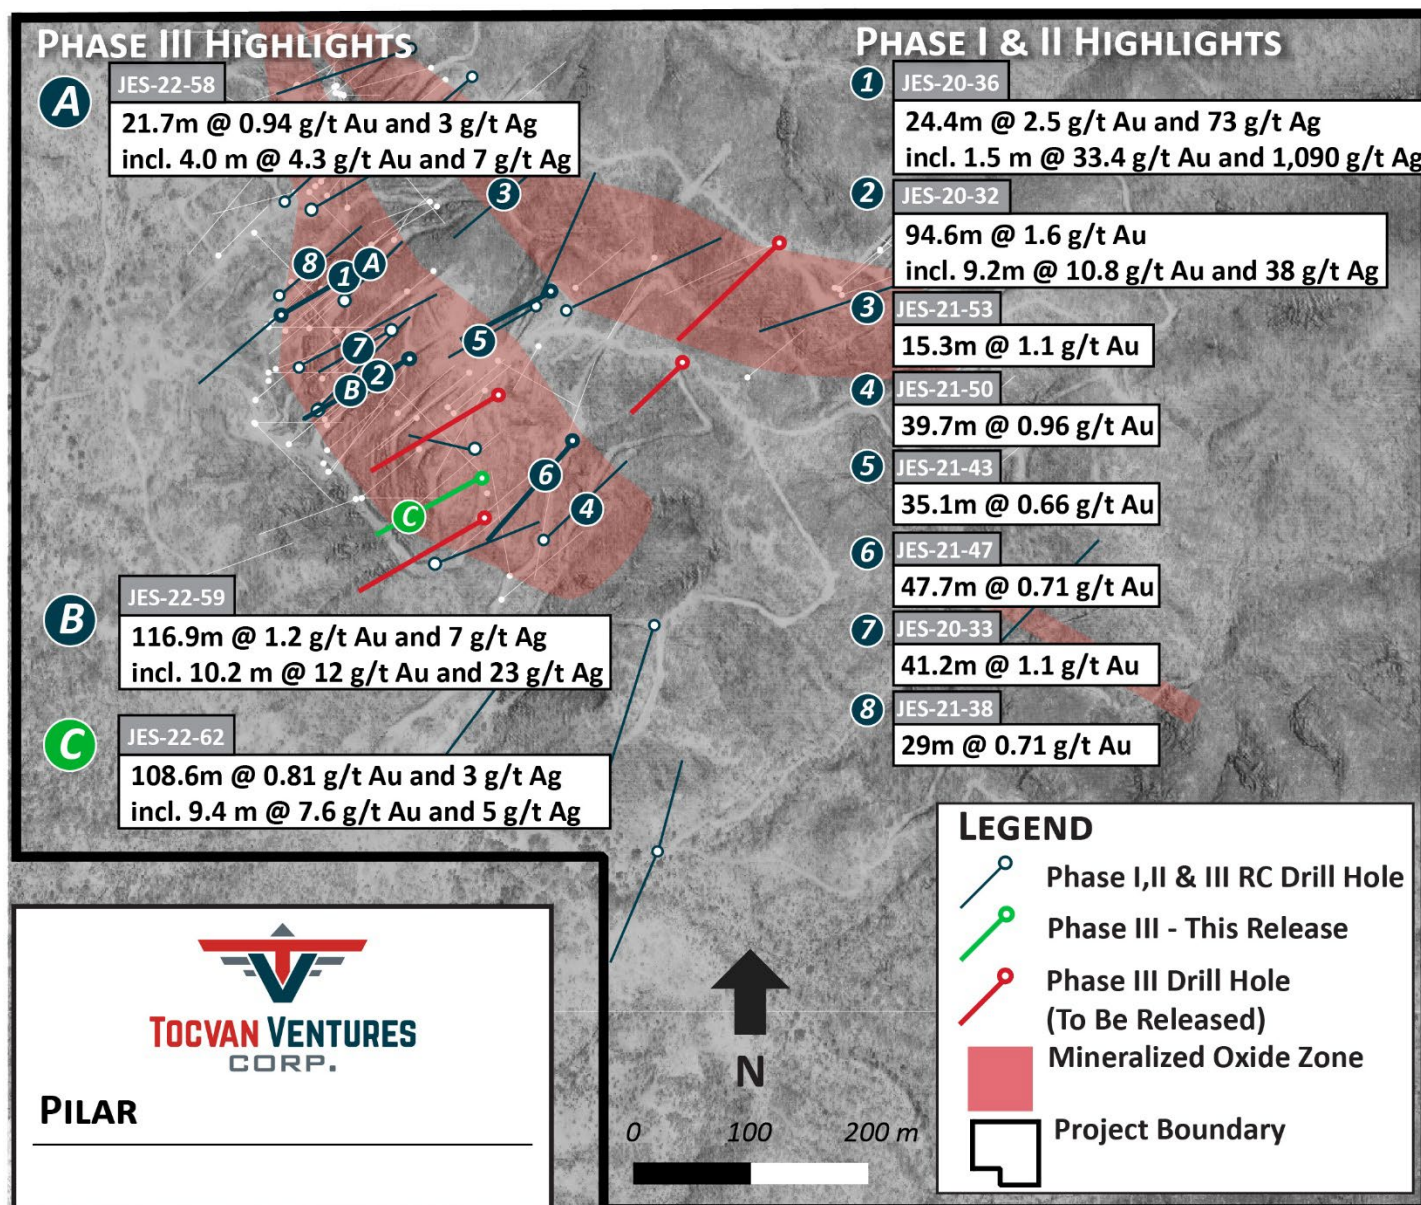 PHASE III HIGHLIGHTS
A
JES-22-58
21.7m @ 0.94 g/t Au and 3 g/t Ag
incl. 4.0 m @ 4.3 g/t Au and 7 g/t Ag
B
JES-22-59
116.9m @ 1.2 g/t Au and 7 g/t Ag
incl. 10.2 m @ 12 g/t Au and 23 g/t Ag
C
JES-22-62
108.6m @ 0.81 g/t Au and 3 g/t Ag
incl. 9.4 m @ 7.6 g/t Au and 5 g/t Ag
PHASE I & II HIGHLIGHTS
1
JES-20-36
24.4m @ 2.5 g/t Au and 73 g/t Ag
incl. 1.5 m @ 33.4 g/t Au and 1,090 g/t Ag
2
JES-20-32
94.6m @ 1.6 g/t Au
incl. 9.2m @ 10.8 g/t Au and 38 g/t Ag
3
JES-21-53
15.3m @ 1.1 g/t Au
4
JES-21-50
39.7m @ 0.96 g/t Au
5
JES-21-43
35.1m @ 0.66 g/t Au
6
JES-21-47
47.7m @ 0.71 g/t Au
7
JES-20-33
41.2m @ 1.1 g/t Au
8
JES-21-38
29m @ 0.71 g/t Au
3
8
1
A
5
7
2
B
6
4
C
TOCVAN VENTURES
CORP.
PILAR
N
0 100 200 m
LEGEND
Phase I,II & III RC Drill Hole
Phase III - This Release
Phase III Drill Hole
(To Be Released)
Mineralized Oxide Zone
Project Boundary